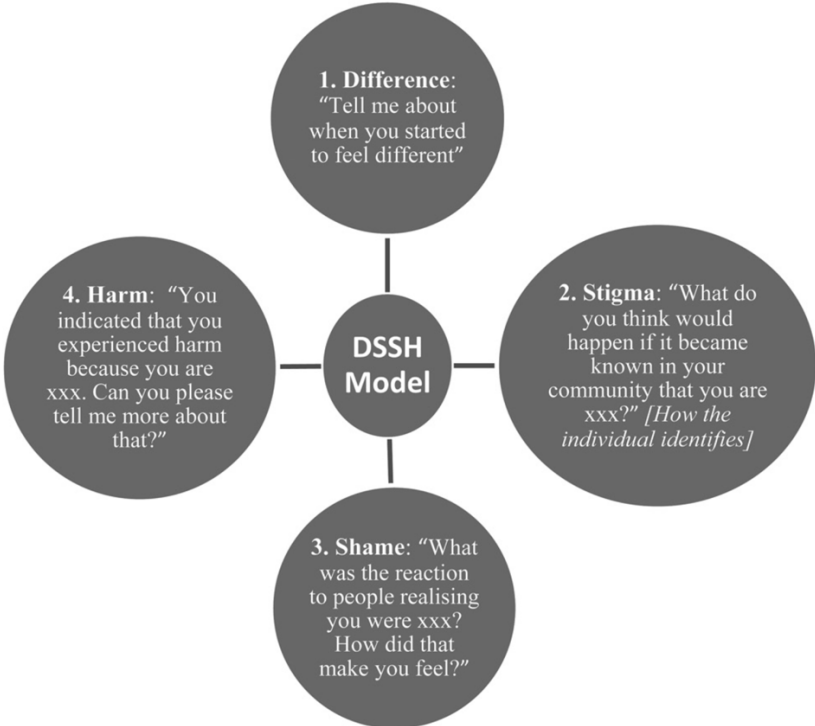 1. Difference:
“Tell me about
when you started
to feel different”
4. Harm: “You
indicated that you
experienced harm
because you are
xxx. Can you please
tell me more about
that?”
DSSH
Model
2. Stigma: “What do
you think would
happen if it became
known in your
community that you are
xxx?” [How the
individual identifies]
3. Shame: “What
was the reaction
to people realising
you were xxx?
How did that
make you feel?”